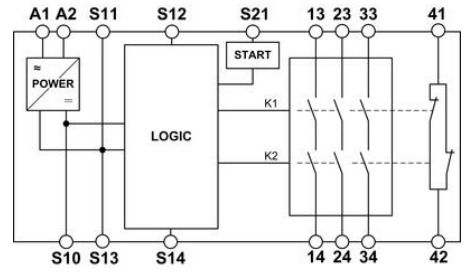 A1 A2 S11 S12 S21 13 23 33 41
START
≈
POWER
=
K1
LOGIC
K2
S10 S13 S14 14 24 34 42